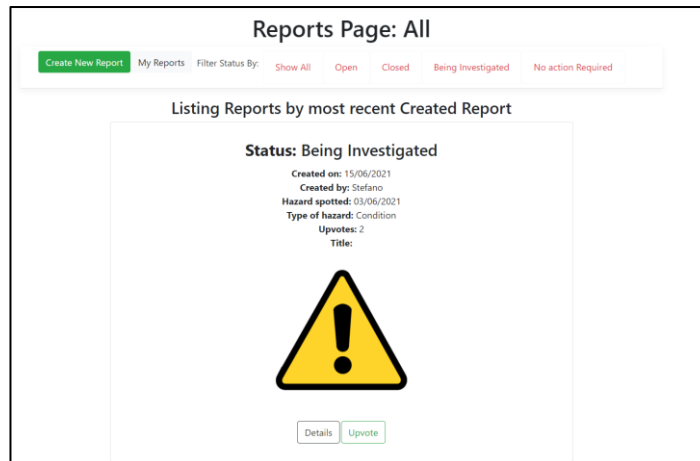 Reports Page: All
Create New Report My Reports Filter Status By: Show All Open Closed Being Investigated No action Required
Listing Reports by most recent Created Report
Status: Being Investigated
Created on: 15/06/2021
Created by: Stefano
Hazard spotted: 03/06/2021
Type of hazard: Condition
Upvotes: 2
Title:
Details Upvote